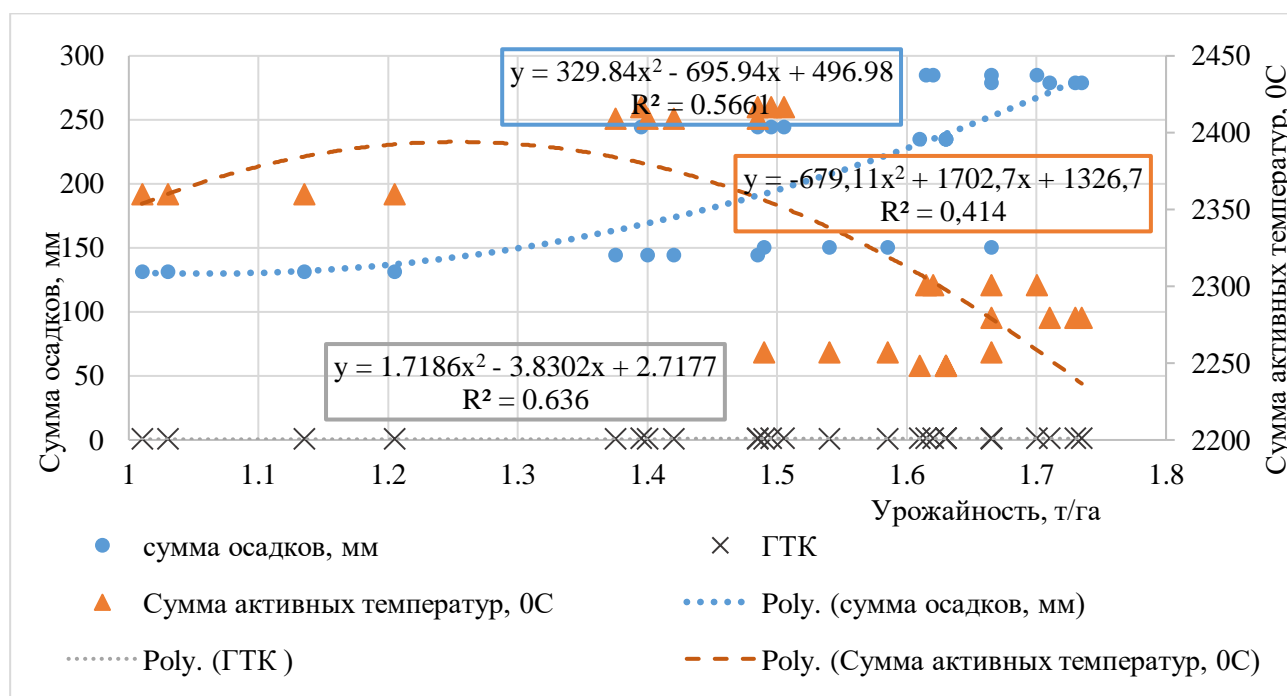 300
250
200
150
100
50
0
Сумма осадков, мм
2450
2400
2350
2300
2250
2200
Сумма активных температур, 0С
y = 329.84x² - 695.94x + 496.98
R² = 0.5661
y = -679,11x² + 1702,7x + 1326,7
R² = 0,414
y = 1.7186x² - 3.8302x + 2.7177
R² = 0.636
1 1.1 1.2 1.3 1.4 1.5 1.6 1.7 1.8
Урожайность, т/га
сумма осадков, мм
ГТК
Сумма активных температур, 0С
Poly. (сумма осадков, мм)
Poly. (ГТК )
Poly. (Сумма активных температур, 0С)